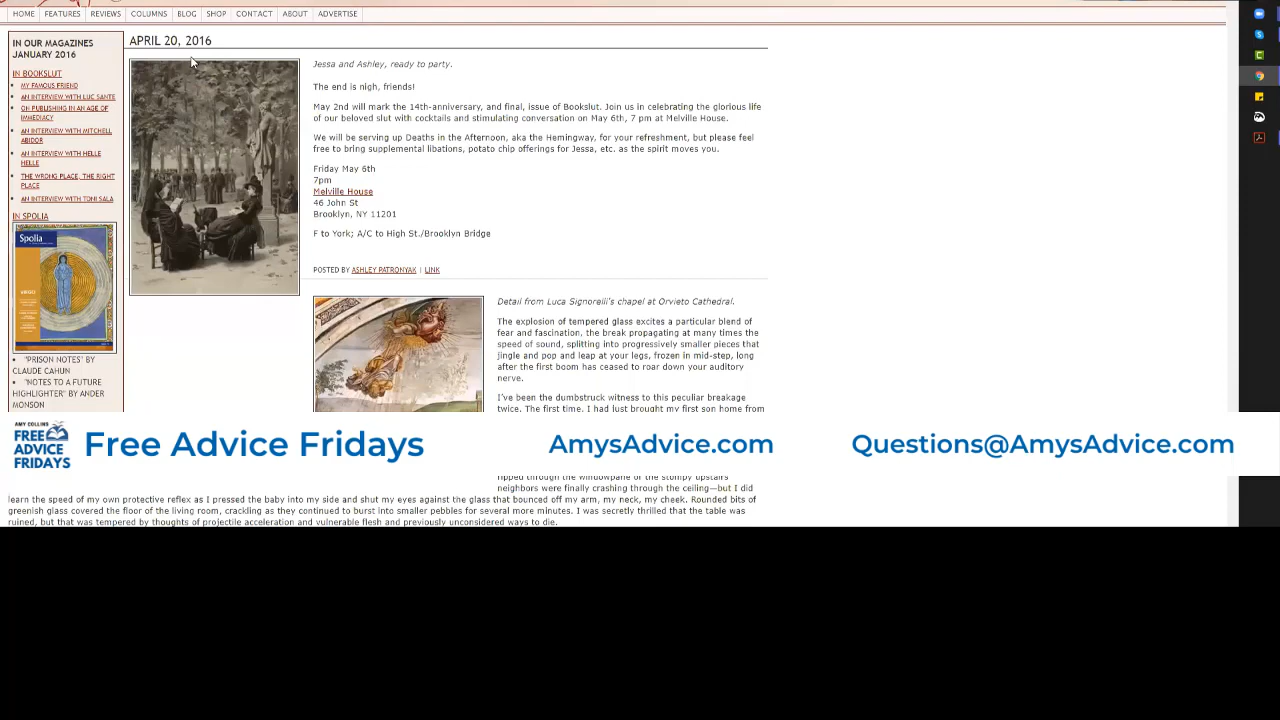 HOME FEATURES REVIEWS COLUMNS BLOG SHOP CONTACT ABOUT ADVERTISE
IN OUR MAGAZINES
JANUARY 2016
IN BOOKSLUT
MY FAMOUS FRIEND
AN INTERVIEW WITH LUC SANTE
ON PUBLISHING IN AN AGE OF
IMMEDIACY
AN INTERVIEW WITH MITCHELL
ABIDOR
AN INTERVIEW WITH HELLE
HELLE
THE WRONG PLACE, THE RIGHT
PLACE
AN INTERVIEW WITH TONI SALA
IN SPOLIA
Spolia
"PRISON NOTES" BY
CLAUDE CAHUN
"NOTES TO A FUTURE
HIGHLIGHTER" BY ANDER
MONSON
APRIL 20, 2016
Jessa and Ashley, ready to party.
The end is nigh, friends!
May 2nd will mark the 14th-anniversary, and final, issue of Bookslut. Join us in celebrating the glorious life
of our beloved slut with cocktails and stimulating conversation on May 6th, 7 pm at Melville House.
We will be serving up Deaths in the Afternoon, aka the Hemingway, for your refreshment, but please feel
free to bring supplemental libations, potato chip offerings for Jessa, etc. as the spirit moves you.
Friday May 6th
7pm
Melville House
46 John St
Brooklyn, NY 11201
F to York; A/C to High St./Brooklyn Bridge
POSTED BY ASHLEY PATRONYAK | LINK
Detail from Luca Signorelli's chapel at Orvieto Cathedral.
The explosion of tempered glass excites a particular blend of
fear and fascination, the break propagating at many times the
speed of sound, splitting into progressively smaller pieces that
jingle and pop and leap at your legs, frozen in mid-step, long
after the first boom has ceased to roar down your auditory
nerve.
I've been the dumbstruck witness to this peculiar breakage
twice. The first time, I had just brought my first son home from
AMY COLLINS
FREE
ADVICE
FRIDAYS
Free Advice Fridays AmysAdvice.com Questions@AmysAdvice.com
ripped through the windowpane or the stumpy upstairs
neighbors were finally crashing through the ceiling—but I did
learn the speed of my own protective reflex as I pressed the baby into my side and shut my eyes against the glass that bounced off my arm, my neck, my cheek. Rounded bits of
greenish glass covered the floor of the living room, crackling as they continued to burst into smaller pebbles for several more minutes. I was secretly thrilled that the table was
ruined, but that was tempered by thoughts of projectile acceleration and vulnerable flesh and previously unconsidered ways to die.